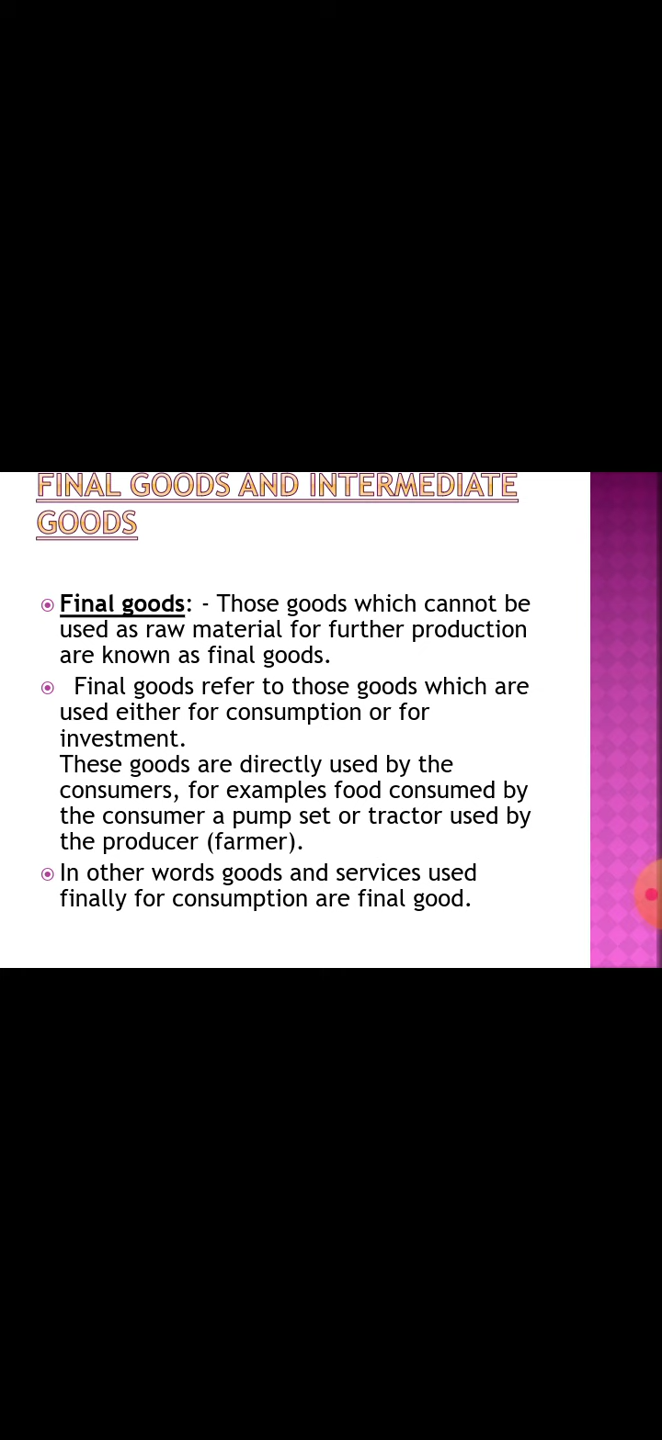 FINAL GOODS AND INTERMEDIATE
GOODS
Final goods: - Those goods which cannot be
used as raw material for further production
are known as final goods.
Final goods refer to those goods which are
used either for consumption or for
investment.
These goods are directly used by the
consumers, for examples food consumed by
the consumer a pump set or tractor used by
the producer (farmer).
In other words goods and services used
finally for consumption are final good.